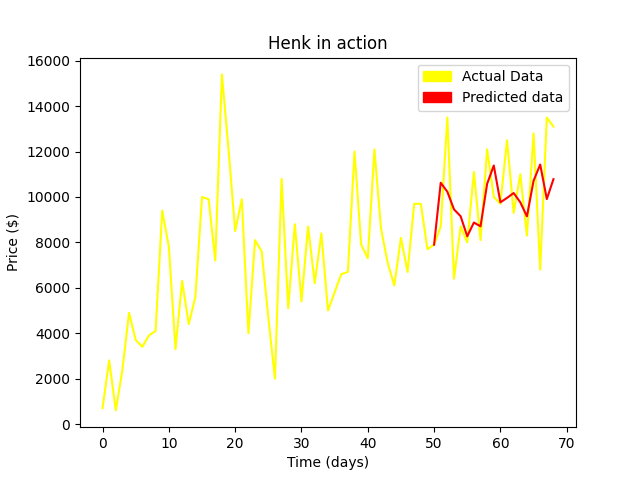 Henk in action
Actual Data
Predicted data
Price ($)
16000
14000
12000
10000
8000
6000
4000
2000
0
0 10 20 30 40 50 60 70
Time (days)